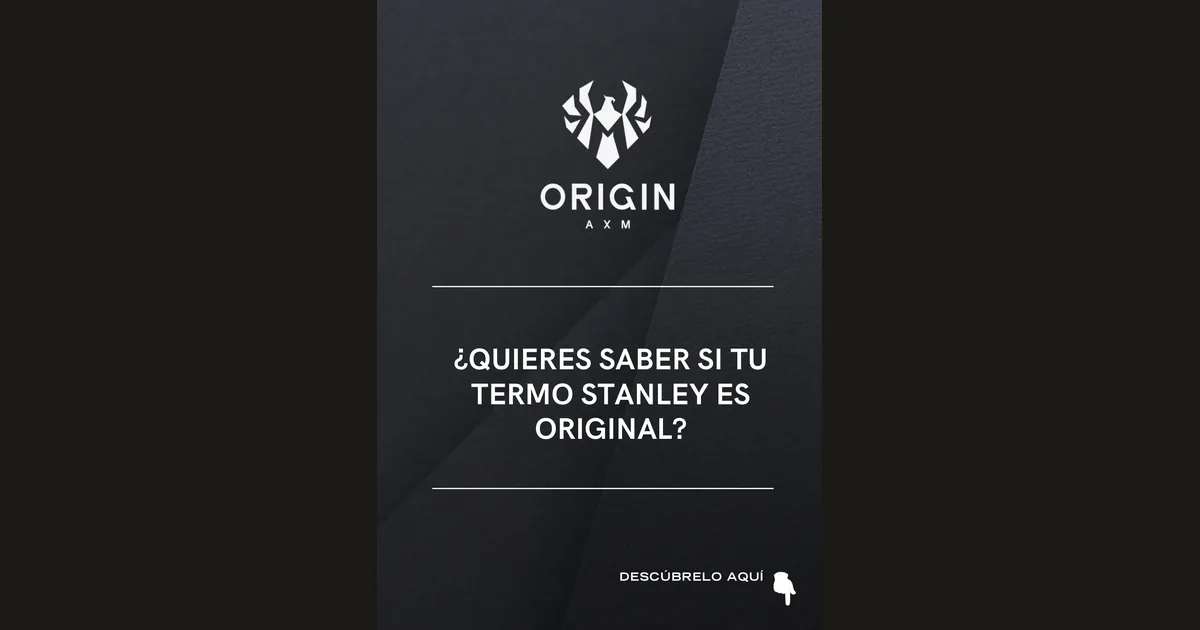 ORIGIN
AXM
¿QUIERES SABER SI TU
TERMO STANLEY ES
ORIGINAL?
DESCÚBRELO AQUÍ